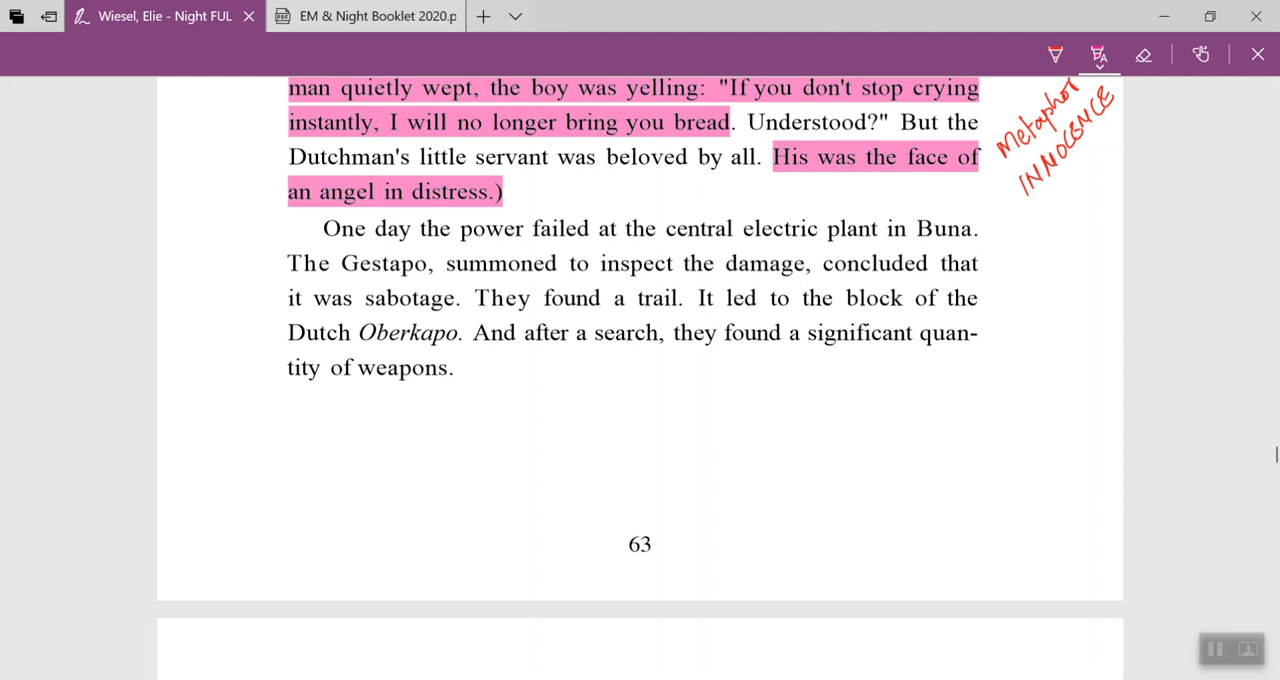 Wiesel, Elie - Night FUL
EM & Night Booklet 2020.p
man quietly wept, the boy was yelling: "If you don't stop crying
instantly, I will no longer bring you bread. Understood?" But the
Dutchman's little servant was beloved by all. His was the face of
an angel in distress.)
Metaphor
INNOCENCE
One day the power failed at the central electric plant in Buna.
The Gestapo, summoned to inspect the damage, concluded that
it was sabotage. They found a trail. It led to the block of the
Dutch Oberkapo. And after a search, they found a significant quan-
tity of weapons.
63